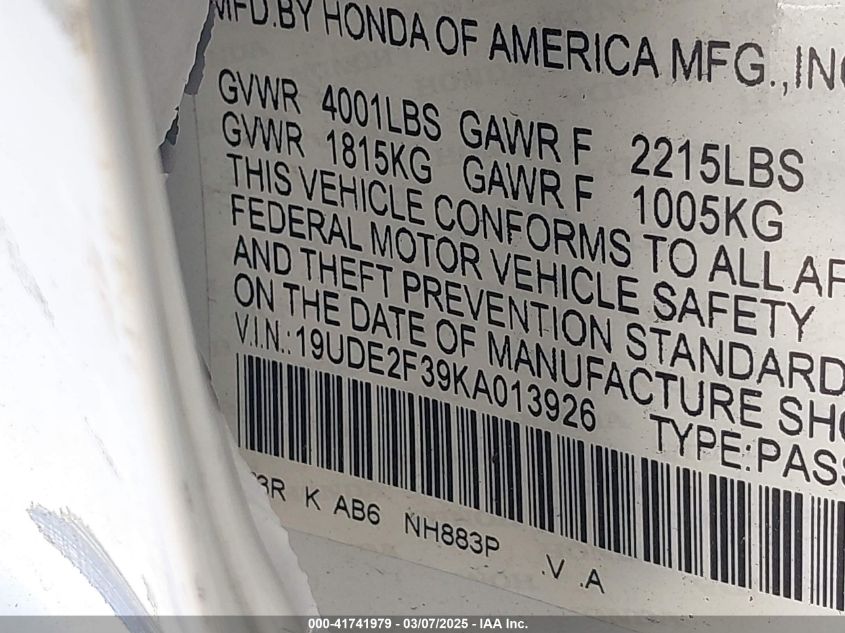 MFD.BY HONDA OF AMERICA MFG.,INC
GVWR 4001LBS GAWR F 2215LBS
GVWR 1815KG GAWR F 1005KG
THIS VEHICLE CONFORMS TO ALL AP
FEDERAL MOTOR VEHICLE SAFETY
AND THEFT PREVENTION STANDARD
ON THE DATE OF MANUFACTURE SHO
V.I.N.:19UDE2F39KA013926 TYPE:PASS
3R K AB6 NH883P .V .A
000-41741979 - 03/07/2025 - IAA Inc.